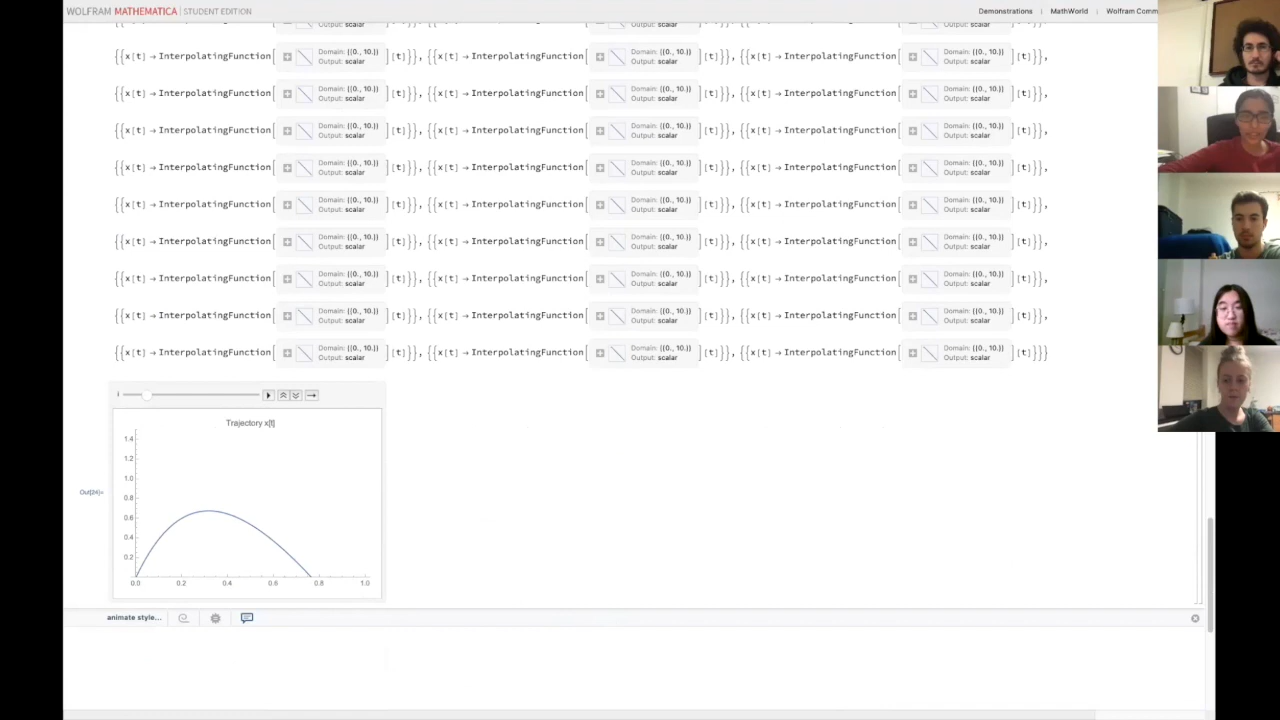 WOLFRAM MATHEMATICA | STUDENT EDITION Demonstrations | MathWorld | Wolfram Comm
{{x[t] → InterpolatingFunction[ Domain: {{0., 10.}} Output: scalar ][t]}}, {{x[t] → InterpolatingFunction[ Domain: {{0., 10.}} Output: scalar ][t]}}, {{x[t] → InterpolatingFunction[ Domain: {{0., 10.}} Output: scalar ][t]}},
{{x[t] → InterpolatingFunction[ Domain: {{0., 10.}} Output: scalar ][t]}}, {{x[t] → InterpolatingFunction[ Domain: {{0., 10.}} Output: scalar ][t]}}, {{x[t] → InterpolatingFunction[ Domain: {{0., 10.}} Output: scalar ][t]}},
{{x[t] → InterpolatingFunction[ Domain: {{0., 10.}} Output: scalar ][t]}}, {{x[t] → InterpolatingFunction[ Domain: {{0., 10.}} Output: scalar ][t]}}, {{x[t] → InterpolatingFunction[ Domain: {{0., 10.}} Output: scalar ][t]}},
{{x[t] → InterpolatingFunction[ Domain: {{0., 10.}} Output: scalar ][t]}}, {{x[t] → InterpolatingFunction[ Domain: {{0., 10.}} Output: scalar ][t]}}, {{x[t] → InterpolatingFunction[ Domain: {{0., 10.}} Output: scalar ][t]}},
{{x[t] → InterpolatingFunction[ Domain: {{0., 10.}} Output: scalar ][t]}}, {{x[t] → InterpolatingFunction[ Domain: {{0., 10.}} Output: scalar ][t]}}, {{x[t] → InterpolatingFunction[ Domain: {{0., 10.}} Output: scalar ][t]}},
{{x[t] → InterpolatingFunction[ Domain: {{0., 10.}} Output: scalar ][t]}}, {{x[t] → InterpolatingFunction[ Domain: {{0., 10.}} Output: scalar ][t]}}, {{x[t] → InterpolatingFunction[ Domain: {{0., 10.}} Output: scalar ][t]}},
{{x[t] → InterpolatingFunction[ Domain: {{0., 10.}} Output: scalar ][t]}}, {{x[t] → InterpolatingFunction[ Domain: {{0., 10.}} Output: scalar ][t]}}, {{x[t] → InterpolatingFunction[ Domain: {{0., 10.}} Output: scalar ][t]}},
{{x[t] → InterpolatingFunction[ Domain: {{0., 10.}} Output: scalar ][t]}}, {{x[t] → InterpolatingFunction[ Domain: {{0., 10.}} Output: scalar ][t]}}, {{x[t] → InterpolatingFunction[ Domain: {{0., 10.}} Output: scalar ][t]}},
{{x[t] → InterpolatingFunction[ Domain: {{0., 10.}} Output: scalar ][t]}}, {{x[t] → InterpolatingFunction[ Domain: {{0., 10.}} Output: scalar ][t]}}, {{x[t] → InterpolatingFunction[ Domain: {{0., 10.}} Output: scalar ][t]}}}
i
Trajectory x[t]
1.4
1.2
1.0
0.8
0.6
0.4
0.2
0.0 0.2 0.4 0.6 0.8 1.0
Out[24]=
animate style...